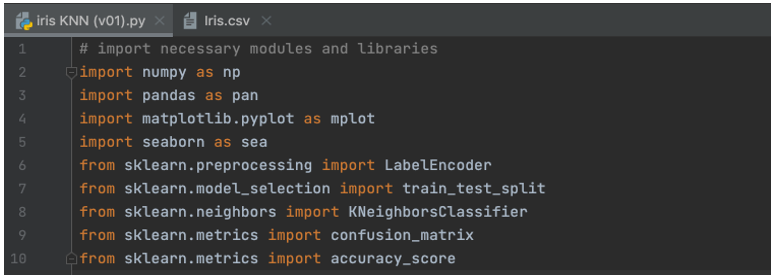 iris KNN (v01).py Iris.csv
1 # import necessary modules and libraries
2 import numpy as np
3 import pandas as pan
4 import matplotlib.pyplot as mplot
5 import seaborn as sea
6 from sklearn.preprocessing import LabelEncoder
7 from sklearn.model_selection import train_test_split
8 from sklearn.neighbors import KNeighborsClassifier
9 from sklearn.metrics import confusion_matrix
10 from sklearn.metrics import accuracy_score